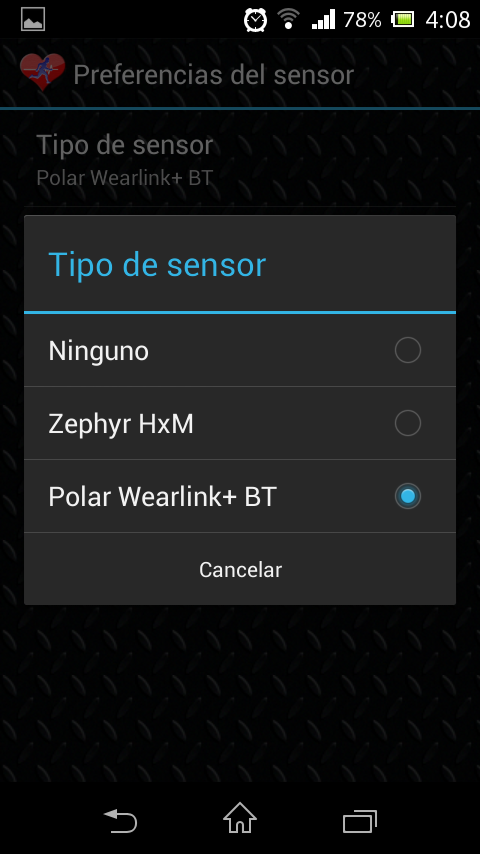 78% 4:08
Preferencias del sensor
Tipo de sensor
Polar Wearlink+ BT
Tipo de sensor
Ninguno
Zephyr HxM
Polar Wearlink+ BT
Cancelar